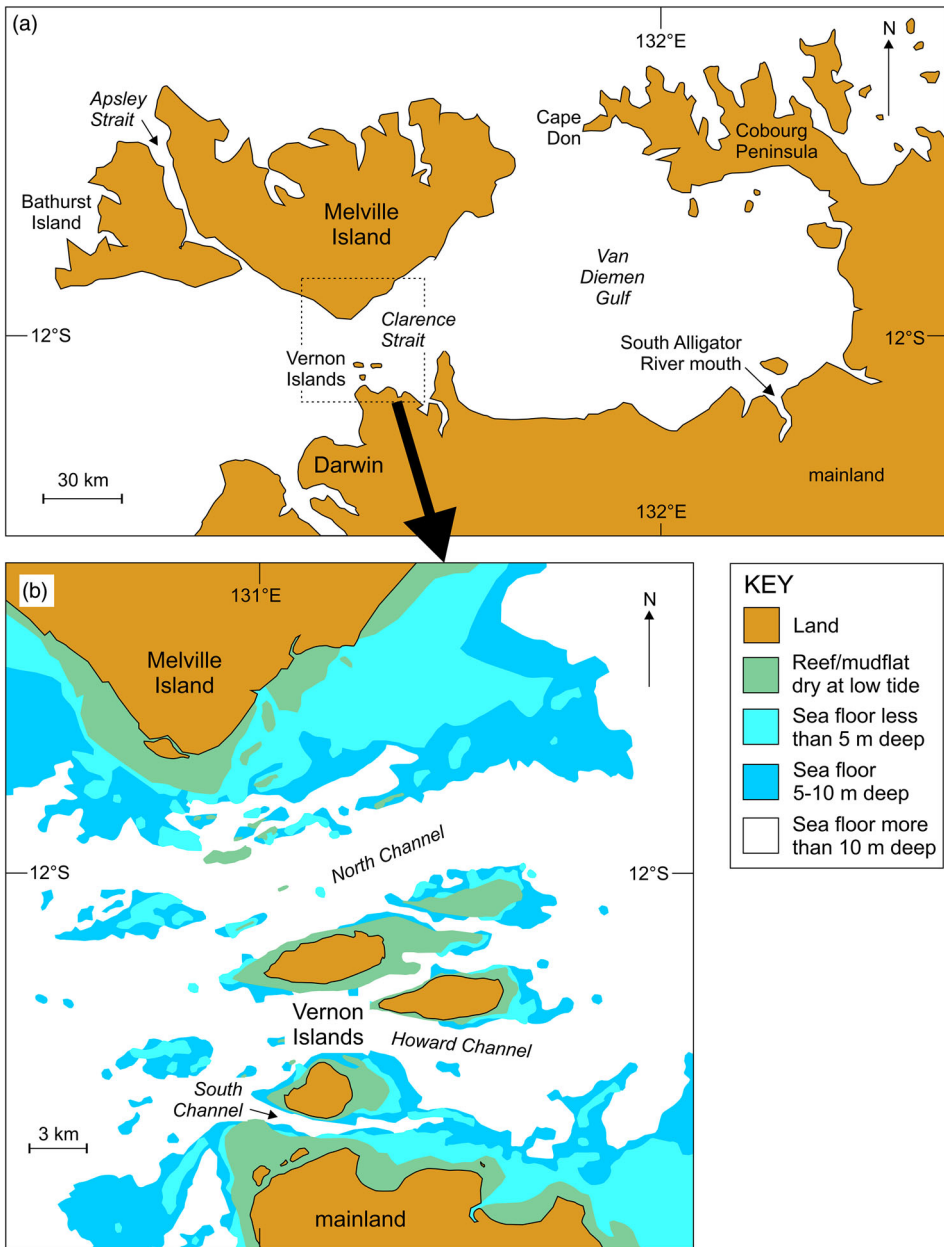 (a)
132°E
N
Apsley
Strait
Cape
Don
Cobourg
Peninsula
Bathurst
Island
Melville
Island
Van
Diemen
Gulf
12°S
Clarence
Strait
12°S
Vernon
Islands
South Alligator
River mouth
Darwin
30 km
mainland
132°E
(b)
131°E
N
Melville
Island
North Channel
12°S
Vernon
Islands
Howard Channel
South
Channel
3 km
mainland
KEY
Land
Reef/mudflat
dry at low tide
Sea floor less
than 5 m deep
Sea floor
5-10 m deep
Sea floor more
than 10 m deep